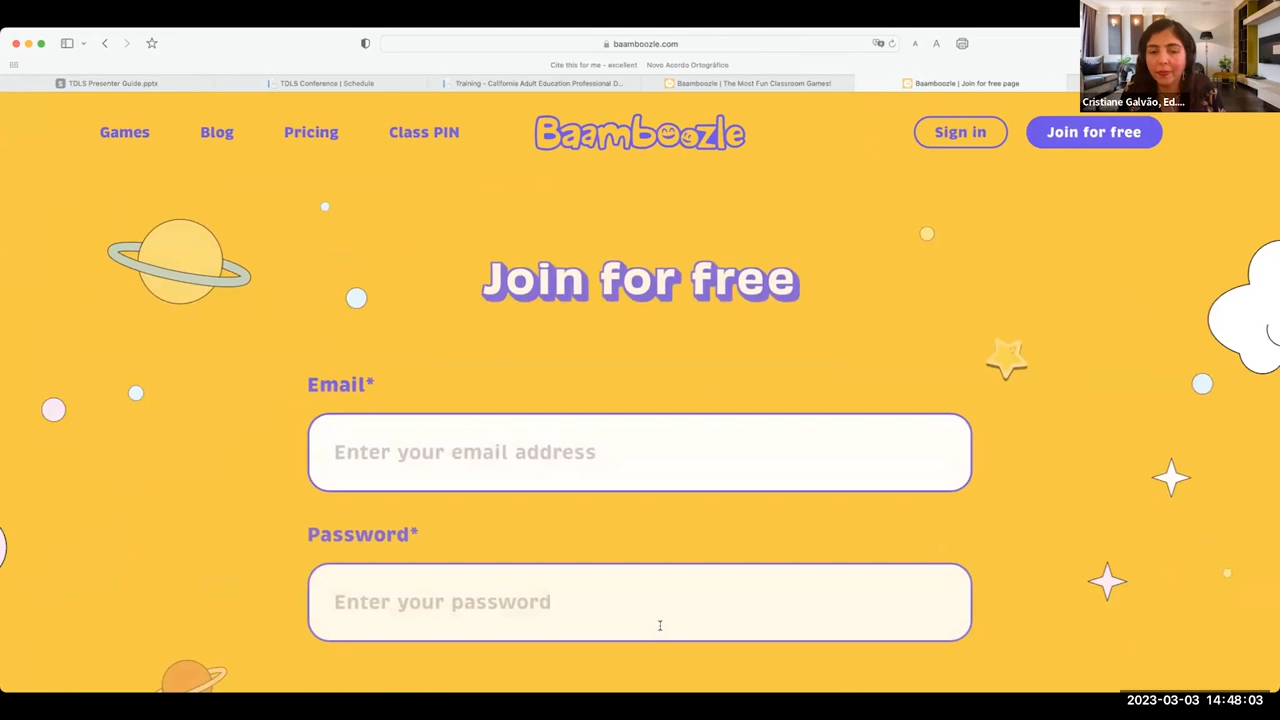 baamboozle.com
A
A
Cite this for me - excellent
Novo Acordo Ortográfico
TDLS Presenter Guide.pptx
TDLS Conference | Schedule
Training - California Adult Education Professional D...
Baamboozle | The Most Fun Classroom Games!
Baamboozle | Join for free page
Cristiane Galvão, Ed....
Games
Blog
Pricing
Class PIN
Baamboozle
Sign in
Join for free
Join for free
Email*
Enter your email address
Password*
Enter your password
2023-03-03 14:48:03